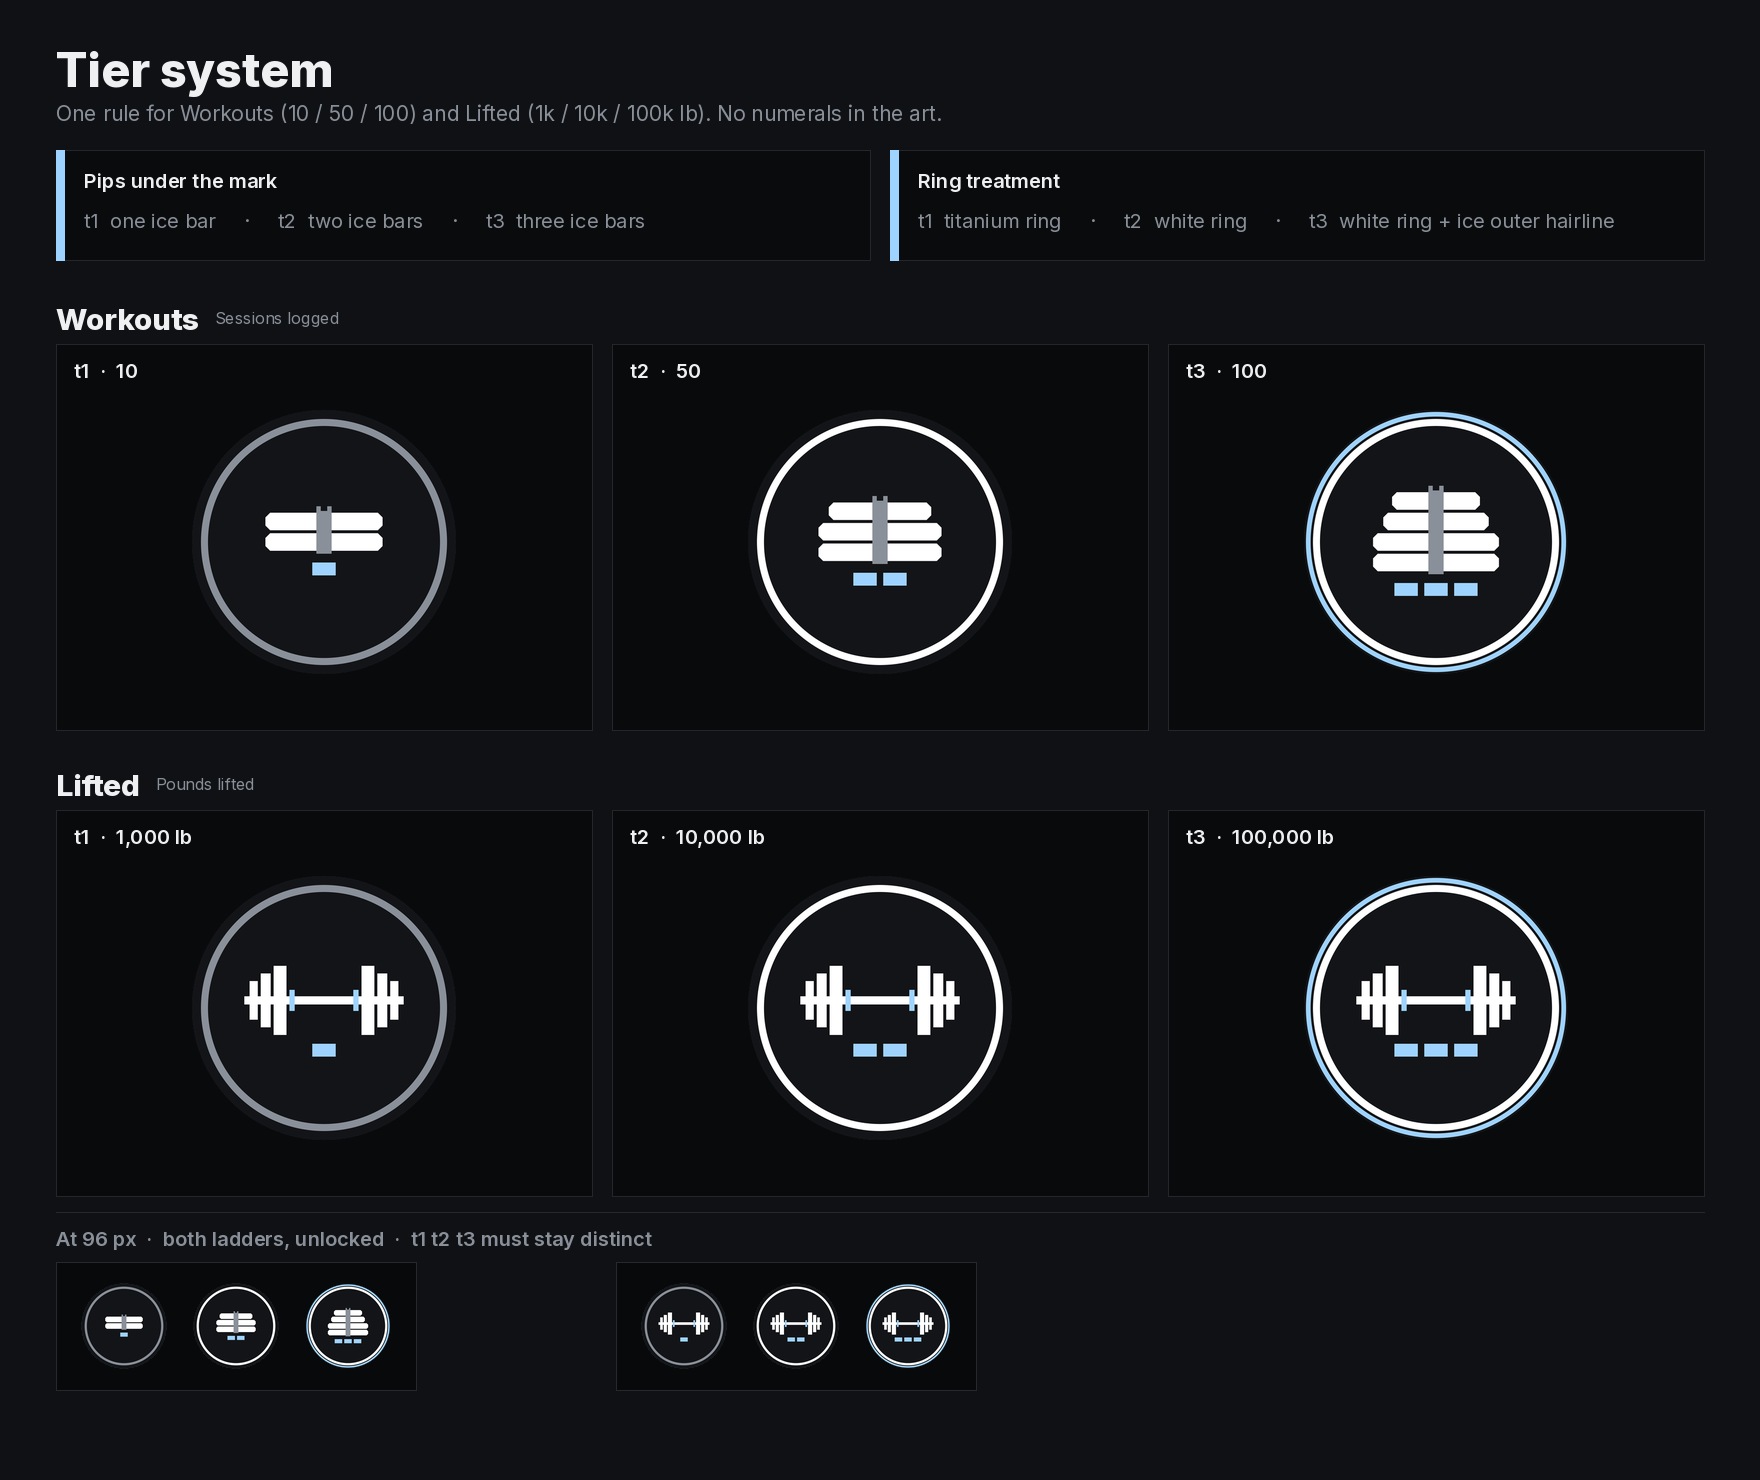 Tier system
One rule for Workouts (10 / 50 / 100) and Lifted (1k / 10k / 100k lb). No numerals in the art.
Pips under the mark
t1 one ice bar · t2 two ice bars · t3 three ice bars
Ring treatment
t1 titanium ring · t2 white ring · t3 white ring + ice outer hairline
Workouts Sessions logged
t1 · 10
t2 · 50
t3 · 100
Lifted Pounds lifted
t1 · 1,000 lb
t2 · 10,000 lb
t3 · 100,000 lb
At 96 px · both ladders, unlocked · t1 t2 t3 must stay distinct